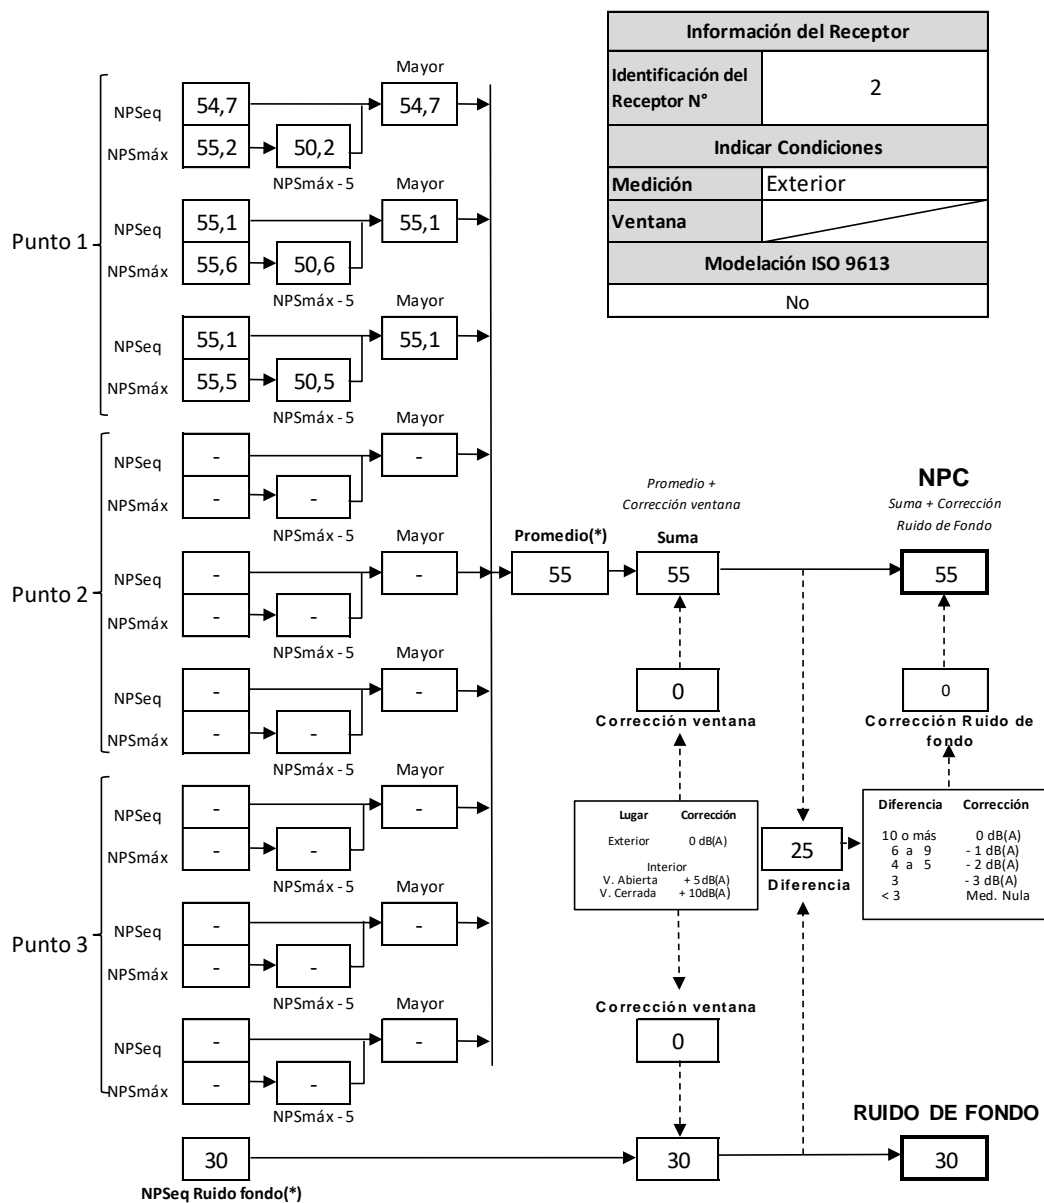 Información del Receptor
Identificación del Receptor N°
2
Indicar Condiciones
Medición Exterior
Ventana
Modelación ISO 9613
No
Punto 1
Mayor
NPSeq 54,7 54,7
NPSmáx 55,2 50,2
NPSmáx - 5
Mayor
NPSeq 55,1 55,1
NPSmáx 55,6 50,6
NPSmáx - 5
Mayor
NPSeq 55,1 55,1
NPSmáx 55,5 50,5
NPSmáx - 5
Punto 2
Mayor
NPSeq - -
NPSmáx - -
NPSmáx - 5
Mayor
NPSeq - -
NPSmáx - -
NPSmáx - 5
Mayor
NPSeq - -
NPSmáx - -
NPSmáx - 5
Punto 3
Mayor
NPSeq - -
NPSmáx - -
NPSmáx - 5
Mayor
NPSeq - -
NPSmáx - -
NPSmáx - 5
Mayor
NPSeq - -
NPSmáx - -
NPSmáx - 5
Promedio(*)
55
Promedio +
Corrección ventana
Suma
55
NPC
Suma + Corrección
Ruido de Fondo
55
0
Corrección ventana
0
Corrección Ruido de
fondo
Lugar Corrección
Exterior 0 dB(A)
Interior
V. Abierta + 5 dB(A)
V. Cerrada + 10dB(A)
25
Diferencia
Diferencia Corrección
10 o más 0 dB(A)
6 a 9 - 1 dB(A)
4 a 5 - 2 dB(A)
3 - 3 dB(A)
< 3 Med. Nula
Corrección ventana
0
RUIDO DE FONDO
30 30 30
NPSeq Ruido fondo(*)